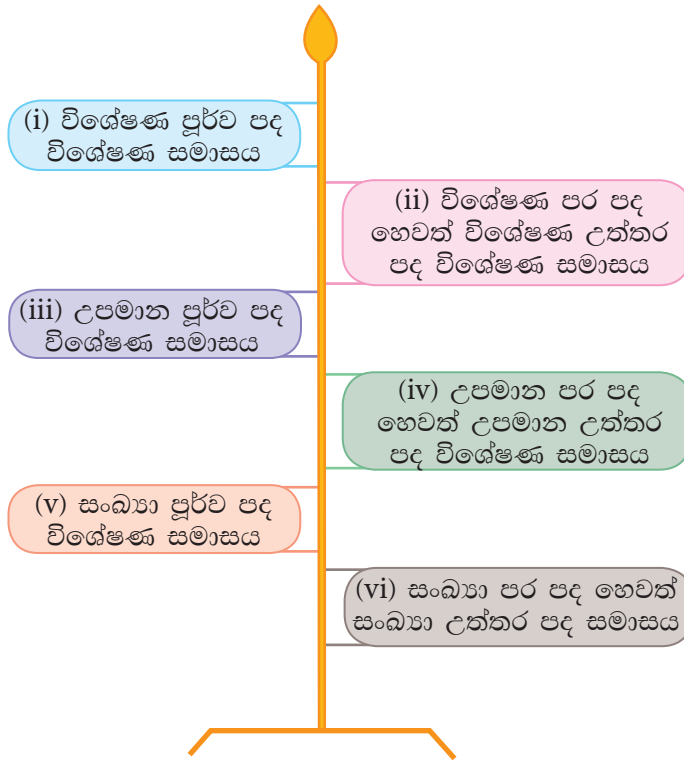 (i) විශේෂණ පූර්ව පද
විශේෂණ සමාසය
(ii) විශේෂණ පර පද
හෙවත් විශේෂණ උත්තර
පද විශේෂණ සමාසය
(iii) උපමාන පූර්ව පද
විශේෂණ සමාසය
(iv) උපමාන පර පද
හෙවත් උපමාන උත්තර
පද විශේෂණ සමාසය
(v) සංඛ්‍යා පූර්ව පද
විශේෂණ සමාසය
(vi) සංඛ්‍යා පර පද හෙවත්
සංඛ්‍යා උත්තර පද සමාසය